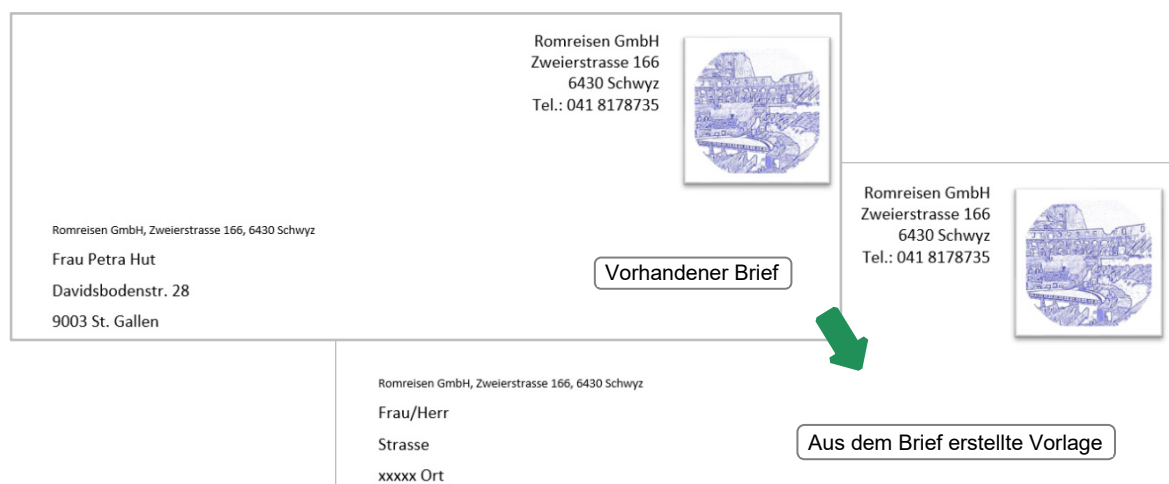 Romreisen GmbH
Zweierstrasse 166
6430 Schwyz
Tel.: 041 8178735
Romreisen GmbH, Zweierstrasse 166, 6430 Schwyz
Frau Petra Hut
Davidsbodenstr. 28
9003 St. Gallen
Vorhandener Brief
Romreisen GmbH
Zweierstrasse 166
6430 Schwyz
Tel.: 041 8178735
Romreisen GmbH, Zweierstrasse 166, 6430 Schwyz
Frau/Herr
Strasse
xxxxx Ort
Aus dem Brief erstellte Vorlage